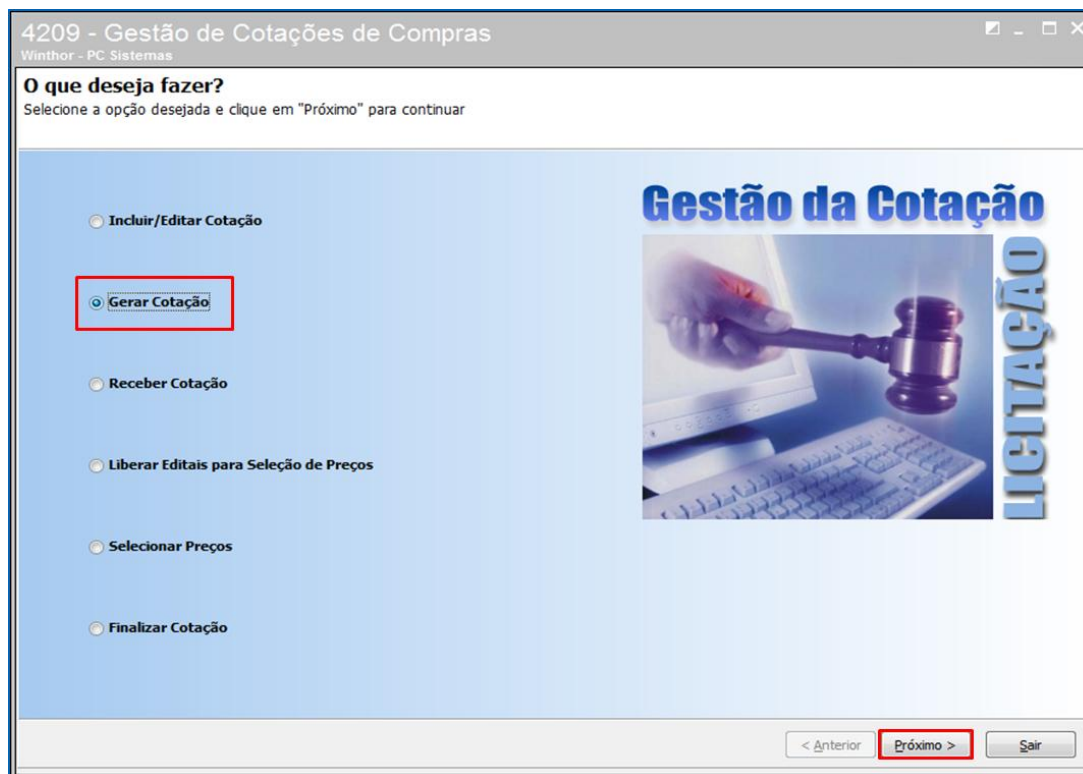 4209 - Gestão de Cotações de Compras
Winthor - PC Sistemas
O que deseja fazer?
Selecione a opção desejada e clique em "Próximo" para continuar
Gestão da Cotação
LICITAÇÃO
Incluir/Editar Cotação
Gerar Cotação
Receber Cotação
Liberar Editais para Seleção de Preços
Selecionar Preços
Finalizar Cotação
< Anterior
Próximo >
Sair